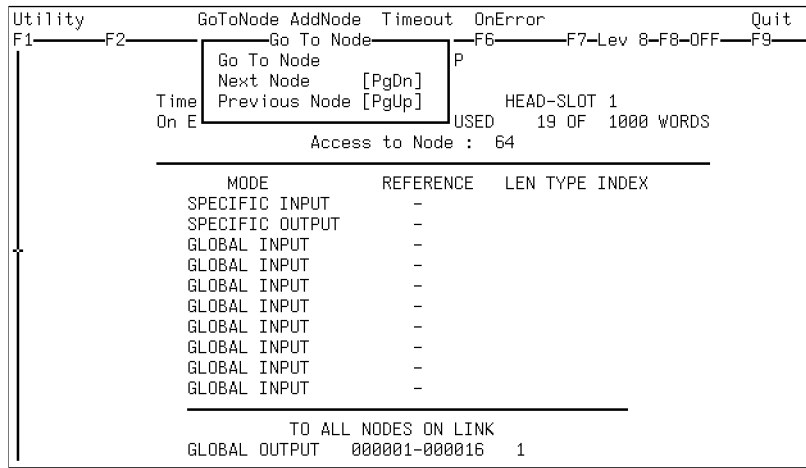 Utility GoToNode AddNode Timeout OnError Quit
F1 F2 Go To Node F6 F7-Lev 8-F8-OFF F9
Go To Node P
Next Node [PgDn]
Time Previous Node [PgUp] HEAD-SLOT 1
On E USED 19 OF 1000 WORDS
Access to Node : 64
MODE REFERENCE LEN TYPE INDEX
SPECIFIC INPUT -
SPECIFIC OUTPUT -
GLOBAL INPUT -
GLOBAL INPUT -
GLOBAL INPUT -
GLOBAL INPUT -
GLOBAL INPUT -
GLOBAL INPUT -
GLOBAL INPUT -
GLOBAL INPUT -
TO ALL NODES ON LINK
GLOBAL OUTPUT 000001-000016 1